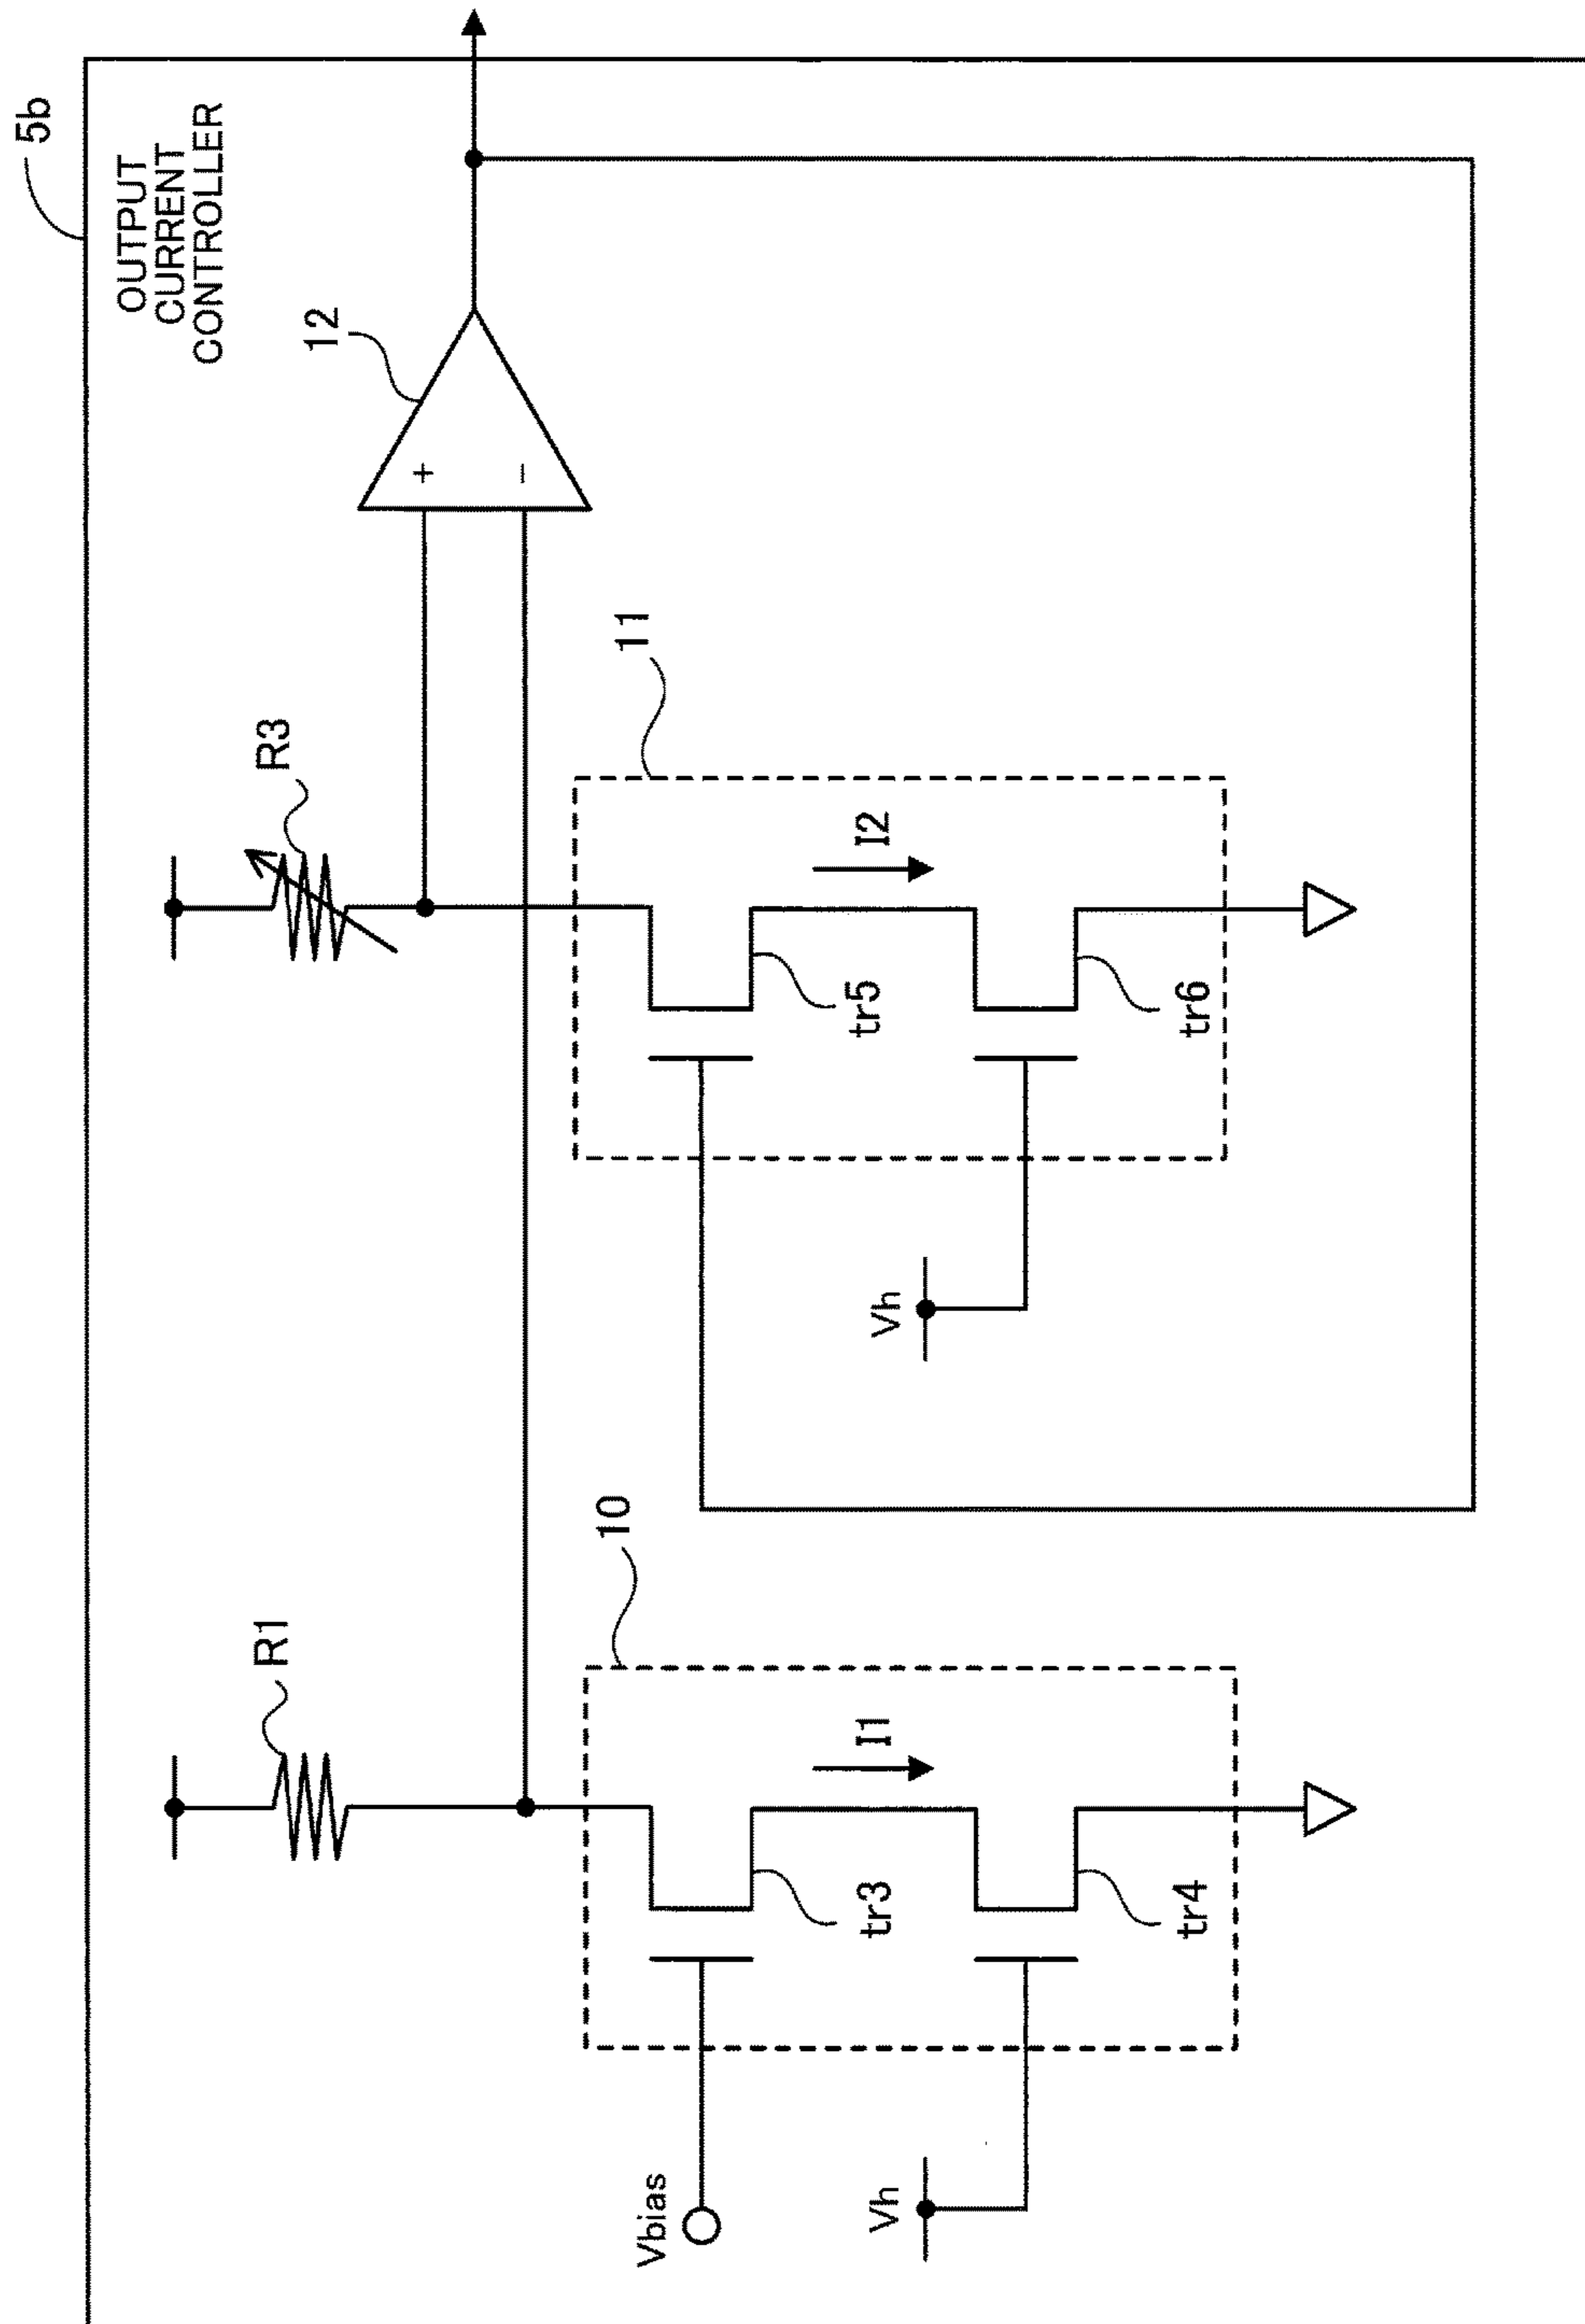 5b
OUTPUT
CURRENT
CONTROLLER
12
+
−
R3
11
I2
tr5
tr6
Vh
R1
10
I1
tr3
tr4
Vbias
Vh